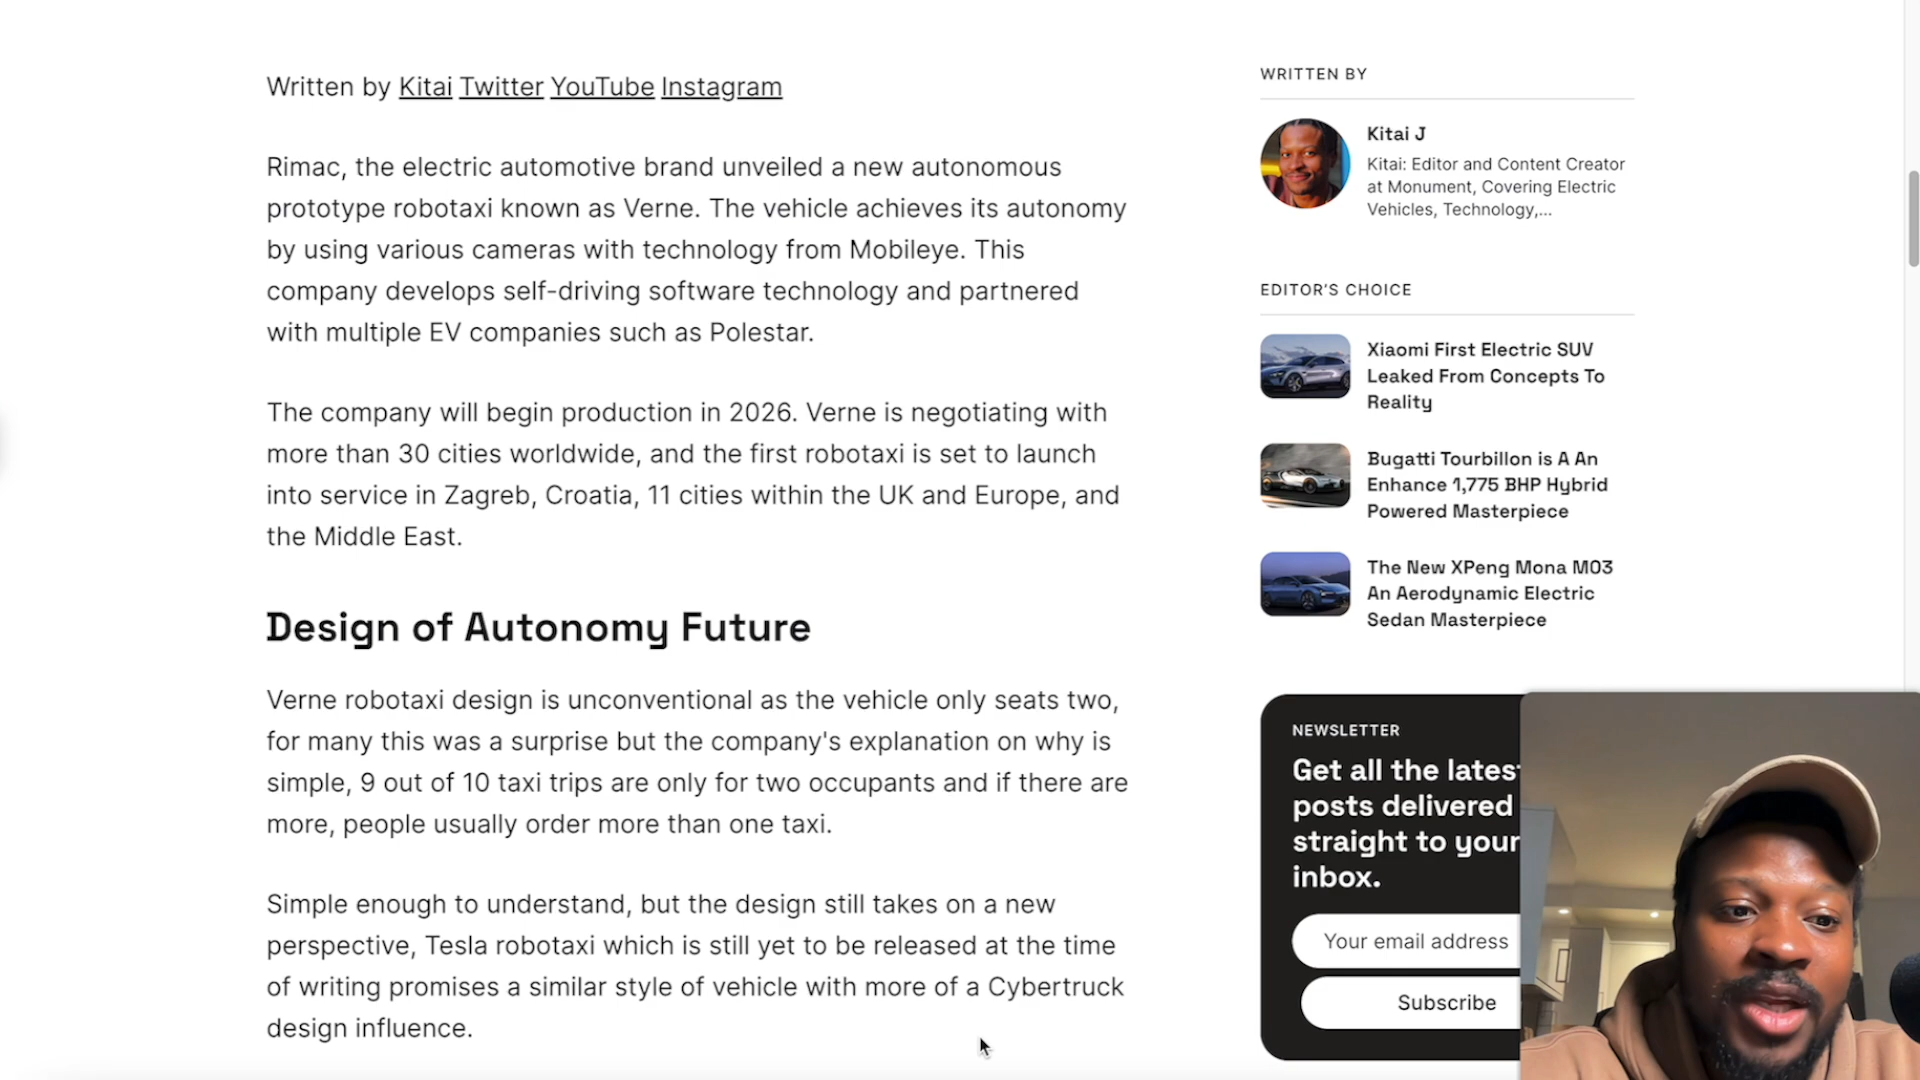 Written by Kitai Twitter YouTube Instagram
Rimac, the electric automotive brand unveiled a new autonomous
prototype robotaxi known as Verne. The vehicle achieves its autonomy
by using various cameras with technology from Mobileye. This
company develops self-driving software technology and partnered
with multiple EV companies such as Polestar.
The company will begin production in 2026. Verne is negotiating with
more than 30 cities worldwide, and the first robotaxi is set to launch
into service in Zagreb, Croatia, 11 cities within the UK and Europe, and
the Middle East.
Design of Autonomy Future
Verne robotaxi design is unconventional as the vehicle only seats two,
for many this was a surprise but the company's explanation on why is
simple, 9 out of 10 taxi trips are only for two occupants and if there are
more, people usually order more than one taxi.
Simple enough to understand, but the design still takes on a new
perspective, Tesla robotaxi which is still yet to be released at the time
of writing promises a similar style of vehicle with more of a Cybertruck
design influence.
WRITTEN BY
Kitai J
Kitai: Editor and Content Creator
at Monument, Covering Electric
Vehicles, Technology,...
EDITOR'S CHOICE
Xiaomi First Electric SUV
Leaked From Concepts To
Reality
Bugatti Tourbillon is A An
Enhance 1,775 BHP Hybrid
Powered Masterpiece
The New XPeng Mona M03
An Aerodynamic Electric
Sedan Masterpiece
NEWSLETTER
Get all the latest
posts delivered
straight to your
inbox.
Your email address
Subscribe